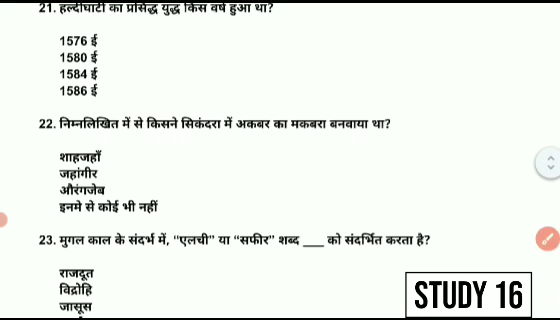 21. हल्दीघाटी का प्रसिद्ध युद्ध किस वर्ष हुआ था?
1576 ई
1580 ई
1584 ई
1586 ई
22. निम्नलिखित में से किसने सिकंदरा में अकबर का मकबरा बनवाया था?
शाहजहाँ
जहांगीर
औरंगजेब
इनमे से कोई भी नहीं
23. मुगल काल के संदर्भ में, "एलची" या "सफीर" शब्द ___ को संदर्भित करता है?
राजदूत
विद्रोहि
जासूस
STUDY 16